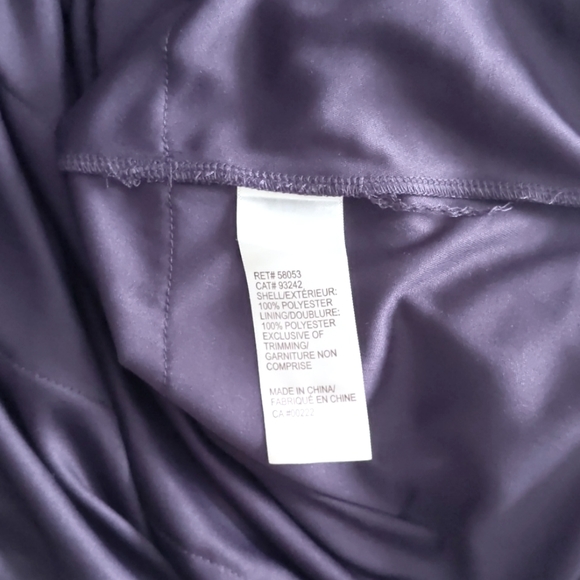 RET# 58053
CAT# 93242
SHELL/EXTÉRIEUR:
100% POLYESTER
LINING/DOUBLURE:
100% POLYESTER
EXCLUSIVE OF
TRIMMING/
GARNITURE NON
COMPRISE
MADE IN CHINA/
FABRIQUÉ EN CHINE
CA